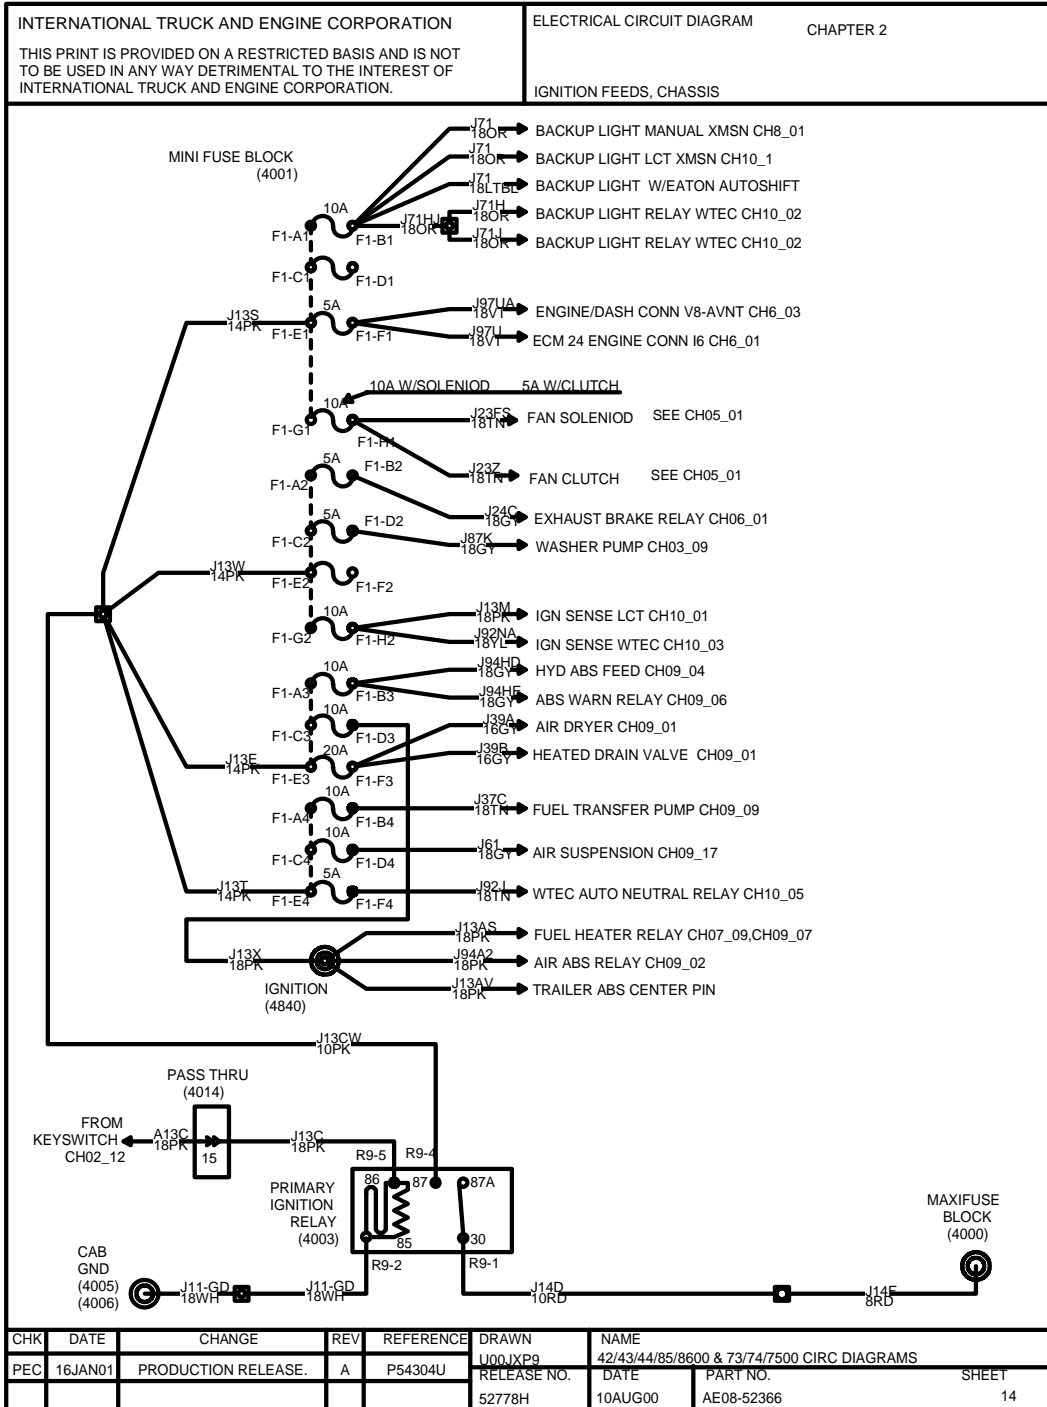 INTERNATIONAL TRUCK AND ENGINE CORPORATION
THIS PRINT IS PROVIDED ON A RESTRICTED BASIS AND IS NOT
TO BE USED IN ANY WAY DETRIMENTAL TO THE INTEREST OF
INTERNATIONAL TRUCK AND ENGINE CORPORATION.
ELECTRICAL CIRCUIT DIAGRAM
CHAPTER 2
IGNITION FEEDS, CHASSIS
MINI FUSE BLOCK
(4001)
J71
18OR
BACKUP LIGHT MANUAL XMSN CH8_01
J71
18OR
BACKUP LIGHT LCT XMSN CH10_1
J71
18LTBL
BACKUP LIGHT W/EATON AUTOSHIFT
10A
F1-A1
F1-B1
J71HJ
18OR
J71H
18OR
BACKUP LIGHT RELAY WTEC CH10_02
J71J
18OR
BACKUP LIGHT RELAY WTEC CH10_02
F1-C1
F1-D1
J13S
14PK
5A
F1-E1
F1-F1
J97UA
18VT
ENGINE/DASH CONN V8-AVNT CH6_03
J97U
18VT
ECM 24 ENGINE CONN I6 CH6_01
10A W/SOLENIOD
5A W/CLUTCH
10A
F1-G1
F1-H1
J23FS
18TN
FAN SOLENIOD
SEE CH05_01
J23Z
18TN
FAN CLUTCH
SEE CH05_01
5A
F1-A2
F1-B2
J24C
18GY
EXHAUST BRAKE RELAY CH06_01
5A
F1-C2
F1-D2
J87K
18GY
WASHER PUMP CH03_09
J13W
14PK
F1-E2
F1-F2
10A
F1-G2
F1-H2
J13M
18PK
IGN SENSE LCT CH10_01
J92NA
18YL
IGN SENSE WTEC CH10_03
10A
F1-A3
F1-B3
J94HD
18GY
HYD ABS FEED CH09_04
J94HE
18GY
ABS WARN RELAY CH09_06
10A
F1-C3
F1-D3
J39A
16GY
AIR DRYER CH09_01
J13E
14PK
20A
F1-E3
F1-F3
J39B
16GY
HEATED DRAIN VALVE CH09_01
10A
F1-A4
F1-B4
J37C
18TN
FUEL TRANSFER PUMP CH09_09
10A
F1-C4
F1-D4
J61
18GY
AIR SUSPENSION CH09_17
J13T
14PK
5A
F1-E4
F1-F4
J92J
18TN
WTEC AUTO NEUTRAL RELAY CH10_05
J13AS
18PK
FUEL HEATER RELAY CH07_09,CH09_07
J13X
18PK
J94A2
18PK
AIR ABS RELAY CH09_02
IGNITION
(4840)
J13AV
18PK
TRAILER ABS CENTER PIN
J13CW
10PK
PASS THRU
(4014)
FROM
KEYSWITCH
CH02_12
A13C
18PK
15
J13C
18PK
R9-5
R9-4
86
87
87A
PRIMARY
IGNITION
RELAY
(4003)
85
30
R9-2
R9-1
MAXIFUSE
BLOCK
(4000)
CAB
GND
(4005)
(4006)
J11-GD
18WH
J11-GD
18WH
J14D
10RD
J14E
8RD
CHK DATE CHANGE REV REFERENCE DRAWN NAME
PEC 16JAN01 PRODUCTION RELEASE. A P54304U U00JXP9 42/43/44/85/8600 & 73/74/7500 CIRC DIAGRAMS
RELEASE NO. DATE PART NO. SHEET
52778H 10AUG00 AE08-52366 14